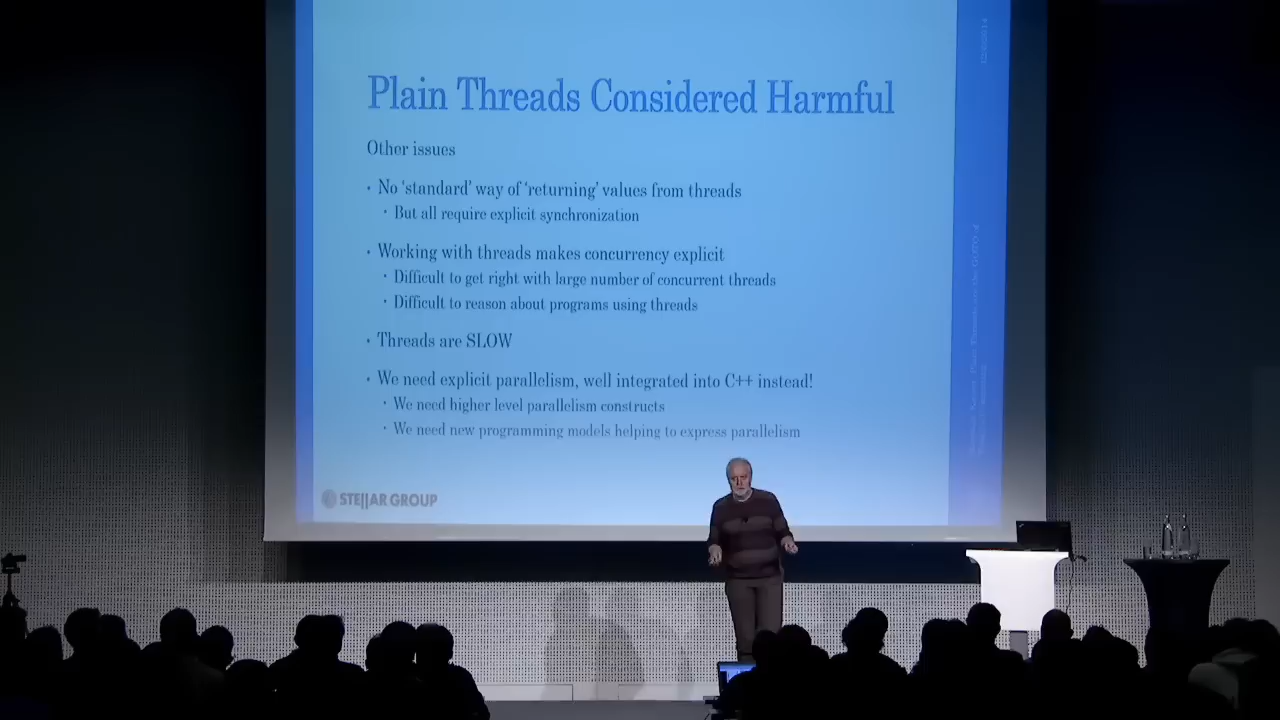 Plain Threads Considered Harmful
Other issues
• No ‘standard’ way of ‘returning’ values from threads
• But all require explicit synchronization
• Working with threads makes concurrency explicit
• Difficult to get right with large number of concurrent threads
• Difficult to reason about programs using threads
• Threads are SLOW
• We need explicit parallelism, well integrated into C++ instead!
• We need higher level parallelism constructs
• We need new programming models helping to express parallelism
STE||AR GROUP